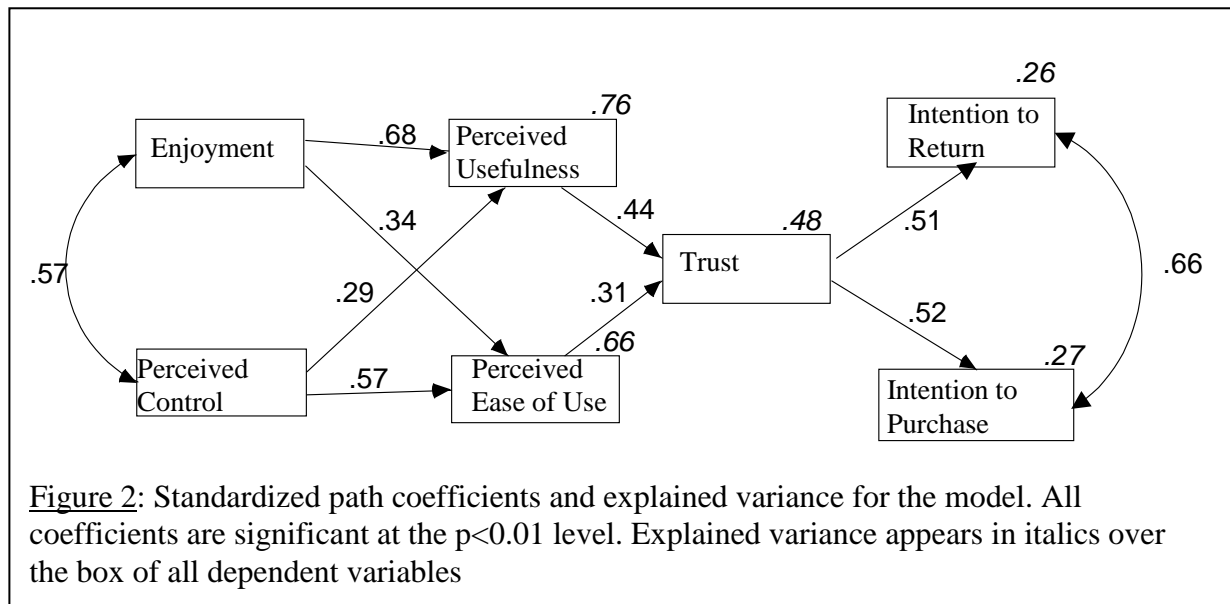 .26
.76
Enjoyment
.68
Perceived
Usefulness
Intention to
Return
.34
.44
.48
.51
.57
Trust
.66
.29
.31
.52
.66
.27
Perceived
Control
.57
Perceived
Ease of Use
Intention to
Purchase
Figure 2: Standardized path coefficients and explained variance for the model. All
coefficients are significant at the p<0.01 level. Explained variance appears in italics over
the box of all dependent variables